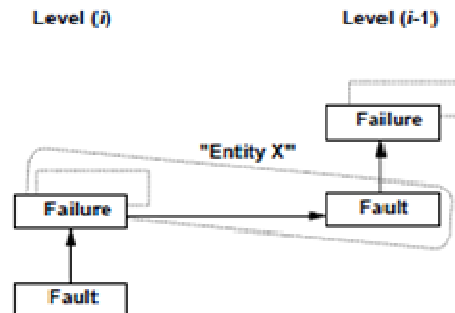 Level (i) Level (i-1)
Failure
"Entity X"
Failure
Fault
Fault